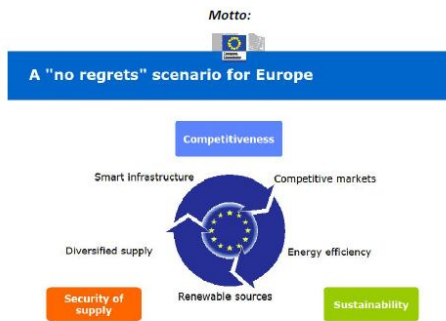 Motto:
A "no regrets" scenario for Europe
Competitiveness
Smart infrastructure
Competitive markets
Diversified supply
Energy efficiency
Renewable sources
Security of
supply
Sustainability